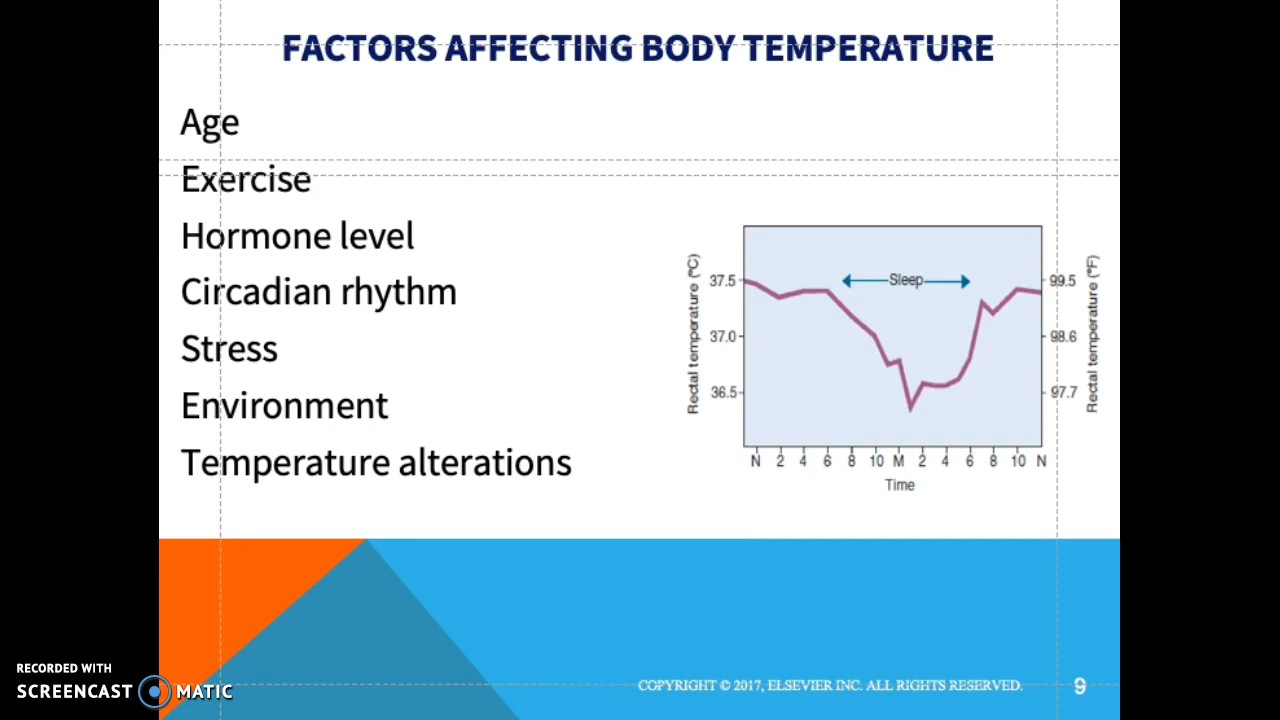 FACTORS AFFECTING BODY TEMPERATURE
Age
Exercise
Hormone level
Circadian rhythm
Stress
Environment
Temperature alterations
Rectal temperature (ºC)
37.5
37.0
36.5
Sleep
99.5
98.6
97.7
Rectal temperature (ºF)
N 2 4 6 8 10 M 2 4 6 8 10 N
Time
COPYRIGHT © 2017, ELSEVIER INC. ALL RIGHTS RESERVED.
9
RECORDED WITH
SCREENCAST MATIC